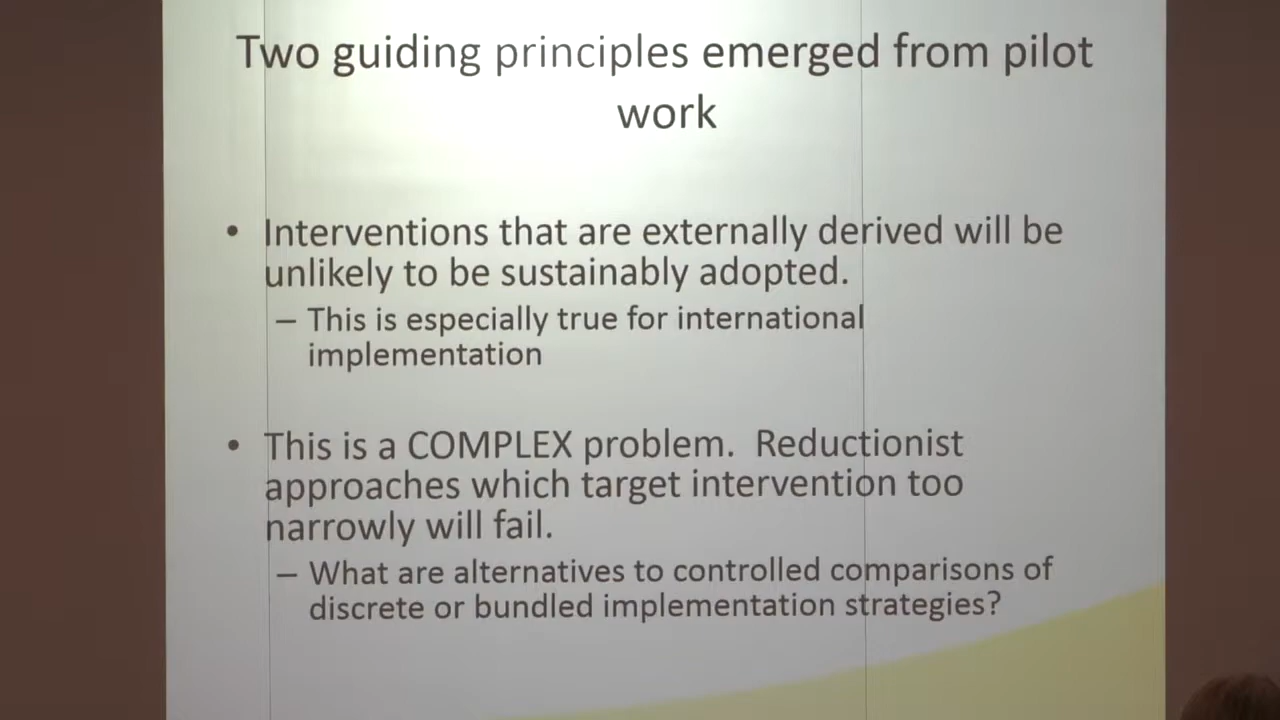 Two guiding principles emerged from pilot
work
• Interventions that are externally derived will be
unlikely to be sustainably adopted.
– This is especially true for international
implementation
• This is a COMPLEX problem.  Reductionist
approaches which target intervention too
narrowly will fail.
– What are alternatives to controlled comparisons of
discrete or bundled implementation strategies?